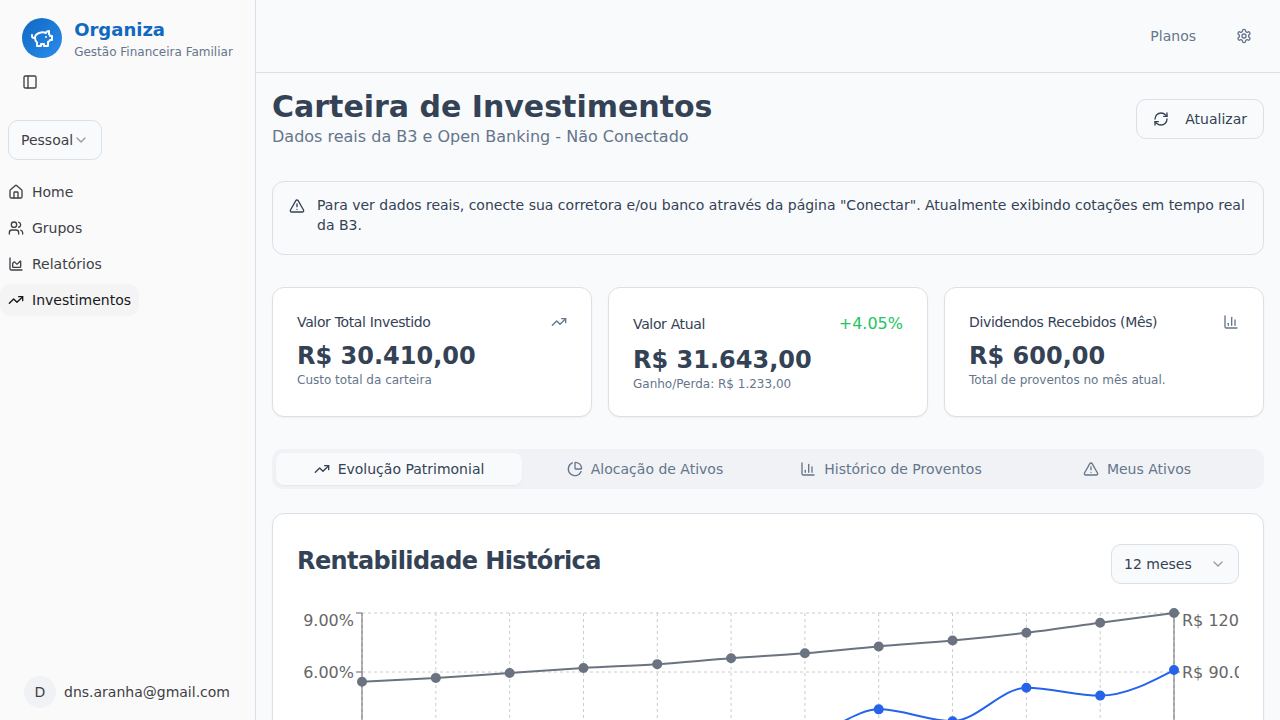 Organiza
Gestão Financeira Familiar
Pessoal
Home
Grupos
Relatórios
Investimentos
D dns.aranha@gmail.com
Planos
Carteira de Investimentos
Dados reais da B3 e Open Banking - Não Conectado
Atualizar
Para ver dados reais, conecte sua corretora e/ou banco através da página "Conectar". Atualmente exibindo cotações em tempo real
da B3.
Valor Total Investido
R$ 30.410,00
Custo total da carteira
Valor Atual +4.05%
R$ 31.643,00
Ganho/Perda: R$ 1.233,00
Dividendos Recebidos (Mês)
R$ 600,00
Total de proventos no mês atual.
Evolução Patrimonial
Alocação de Ativos
Histórico de Proventos
Meus Ativos
Rentabilidade Histórica
12 meses
9.00%
6.00%
R$ 120
R$ 90.0